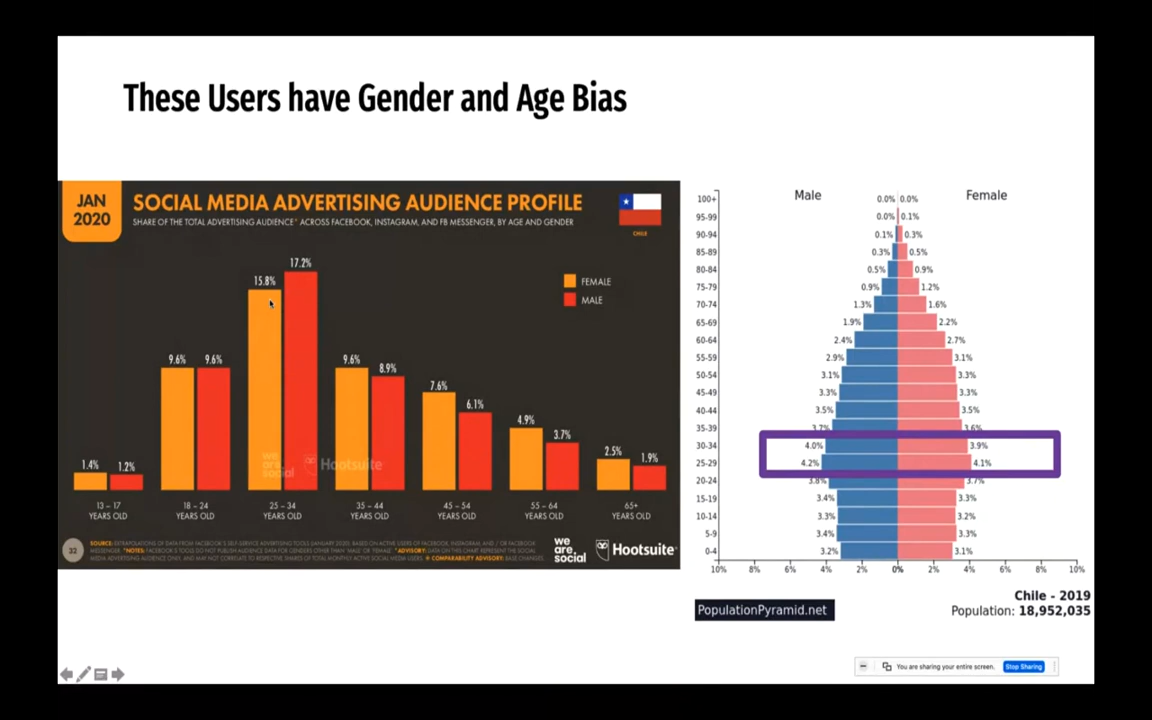 These Users have Gender and Age Bias
JAN
2020
SOCIAL MEDIA ADVERTISING AUDIENCE PROFILE
SHARE OF THE TOTAL ADVERTISING AUDIENCE* ACROSS FACEBOOK, INSTAGRAM, AND FB MESSENGER, BY AGE AND GENDER
CHILE
FEMALE
MALE
1.4% 1.2%
9.6% 9.6%
15.8% 17.2%
9.6% 8.9%
7.6% 6.1%
4.9% 3.7%
2.5% 1.9%
we are social Hootsuite
13 – 17
YEARS OLD
18 – 24
YEARS OLD
25 – 34
YEARS OLD
35 – 44
YEARS OLD
45 – 54
YEARS OLD
55 – 64
YEARS OLD
65+
YEARS OLD
32
we
are
social
Hootsuite
Male Female
100+ 0.0% 0.0%
95-99 0.0% 0.1%
90-94 0.1% 0.3%
85-89 0.3% 0.5%
80-84 0.5% 0.9%
75-79 0.9% 1.2%
70-74 1.3% 1.6%
65-69 1.9% 2.2%
60-64 2.4% 2.7%
55-59 2.9% 3.1%
50-54 3.1% 3.3%
45-49 3.3% 3.3%
40-44 3.5% 3.5%
35-39 3.7% 3.6%
30-34 4.0% 3.9%
25-29 4.2% 4.1%
20-24 3.8% 3.7%
15-19 3.4% 3.3%
10-14 3.3% 3.2%
5-9 3.4% 3.3%
0-4 3.2% 3.1%
10% 8% 6% 4% 2% 0% 2% 4% 6% 8% 10%
PopulationPyramid.net
Chile - 2019
Population: 18,952,035
You are sharing your entire screen. Stop Sharing